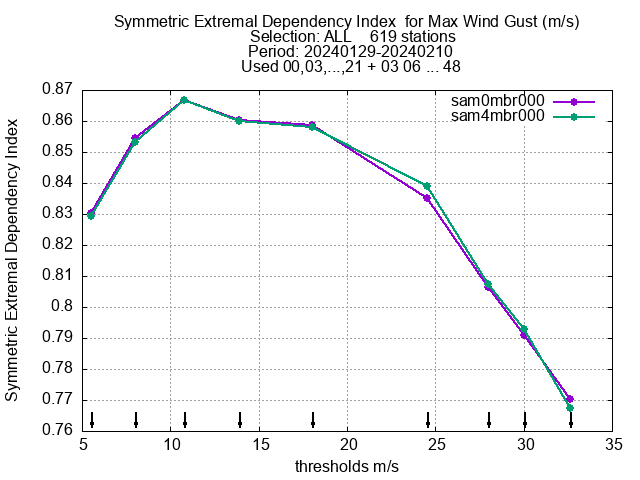 Symmetric Extremal Dependency Index  for Max Wind Gust (m/s)
Selection: ALL    619 stations
Period: 20240129-20240210
Used 00,03,...,21 + 03 06 ... 48
sam0mbr000
sam4mbr000
Symmetric Extremal Dependency Index
0.87
0.86
0.85
0.84
0.83
0.82
0.81
0.8
0.79
0.78
0.77
0.76
5 10 15 20 25 30 35
thresholds m/s